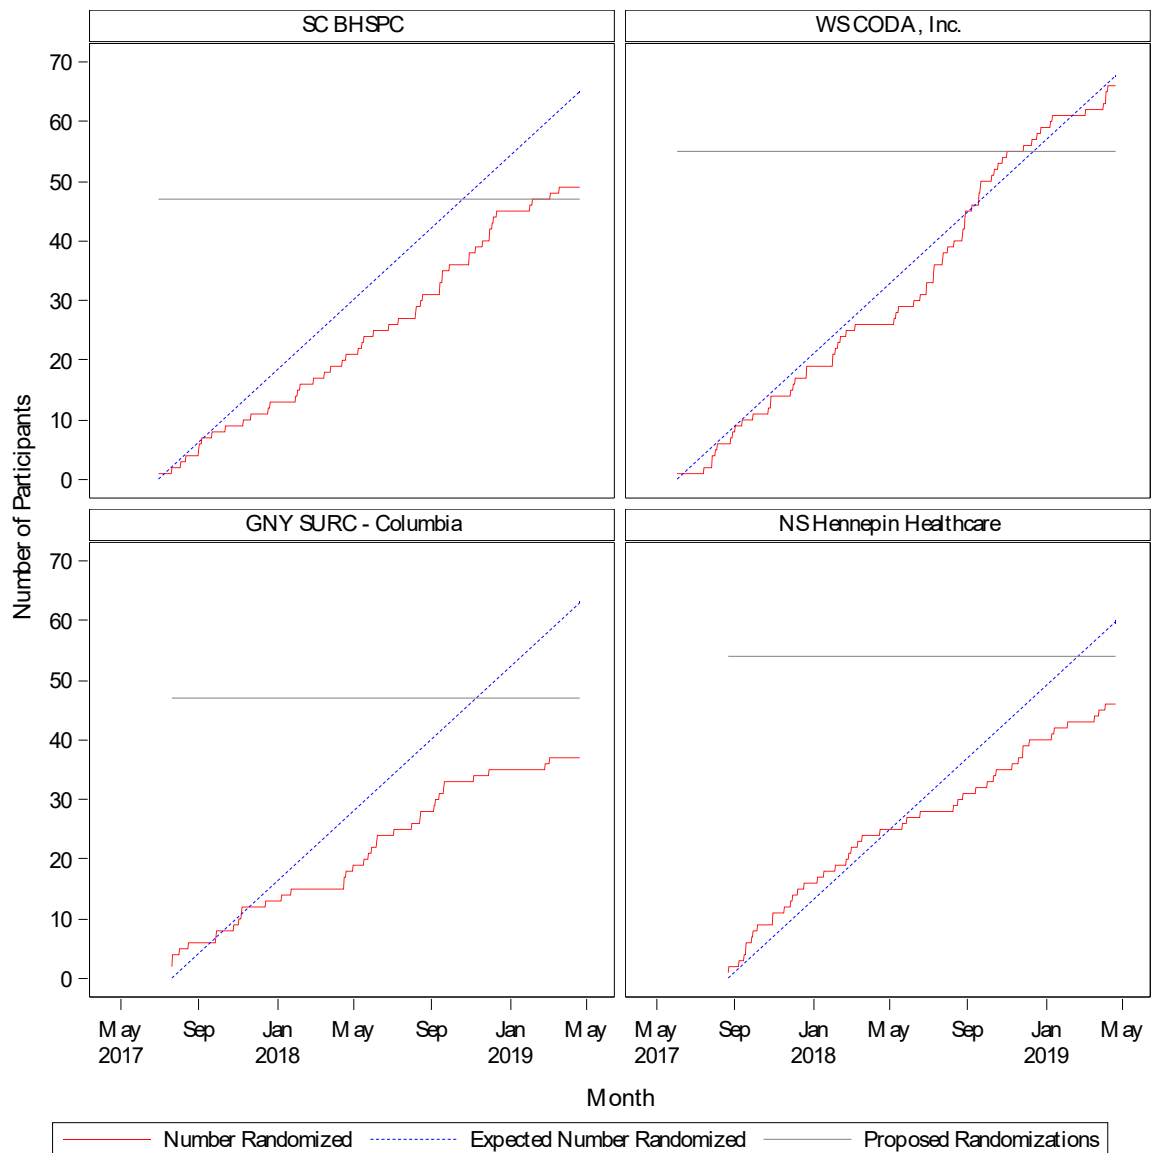 SC BHSPC
WS CODA, Inc.
70
60
50
40
30
20
10
0
GNY SURC - Columbia
NS Hennepin Healthcare
70
60
50
40
30
20
10
0
Number of Participants
May Sep Jan May Sep Jan May
2017 2018 2019
May Sep Jan May Sep Jan May
2017 2018 2019
Month
Number Randomized Expected Number Randomized Proposed Randomizations